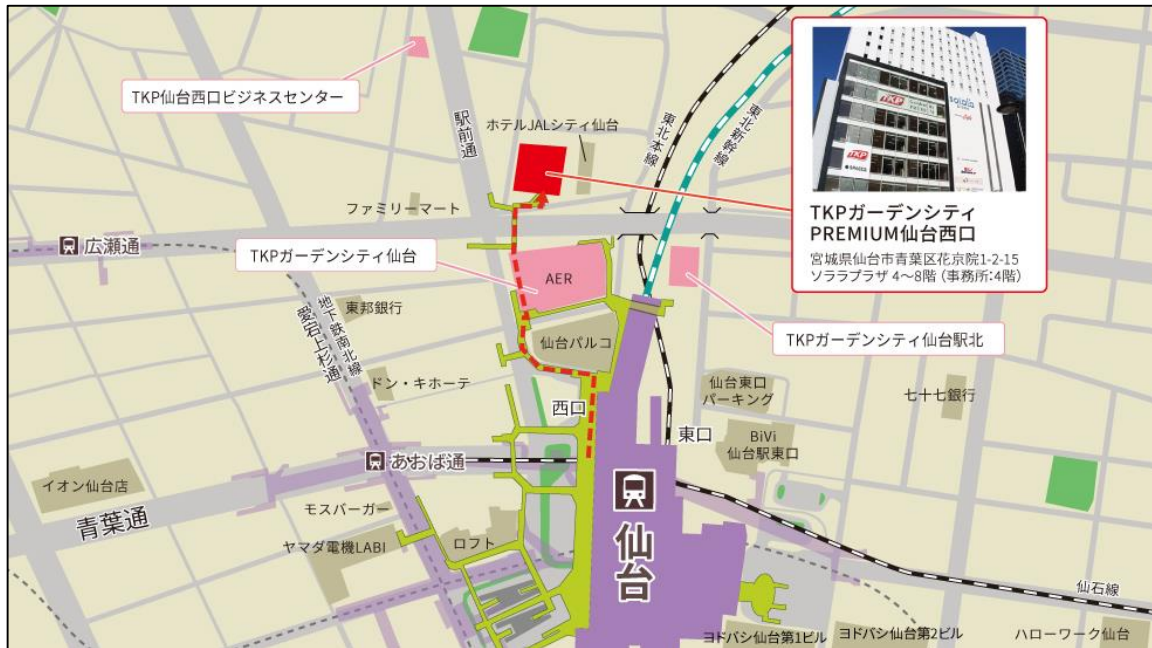 TKP仙台西口ビジネスセンター
駅前通
ホテルJALシティ仙台
東北本線
東北新幹線
TKP
TKP
TKPガーデンシティ
PREMIUM仙台西口
宮城県仙台市青葉区花京院1-2-15
ソララプラザ 4～8階 (事務所:4階)
ファミリーマート
広瀬通
TKPガーデンシティ仙台
AER
東邦銀行
仙台パルコ
TKPガーデンシティ仙台駅北
地下鉄南北線
愛宕上杉通
ドン・キホーテ
西口
仙台東口
パーキング
七十七銀行
東口
BiVi
仙台駅東口
あおば通
イオン仙台店
青葉通
モスバーガー
ヤマダ電機LABI
ロフト
仙台
仙石線
ヨドバシ仙台第1ビル
ヨドバシ仙台第2ビル
ハローワーク仙台